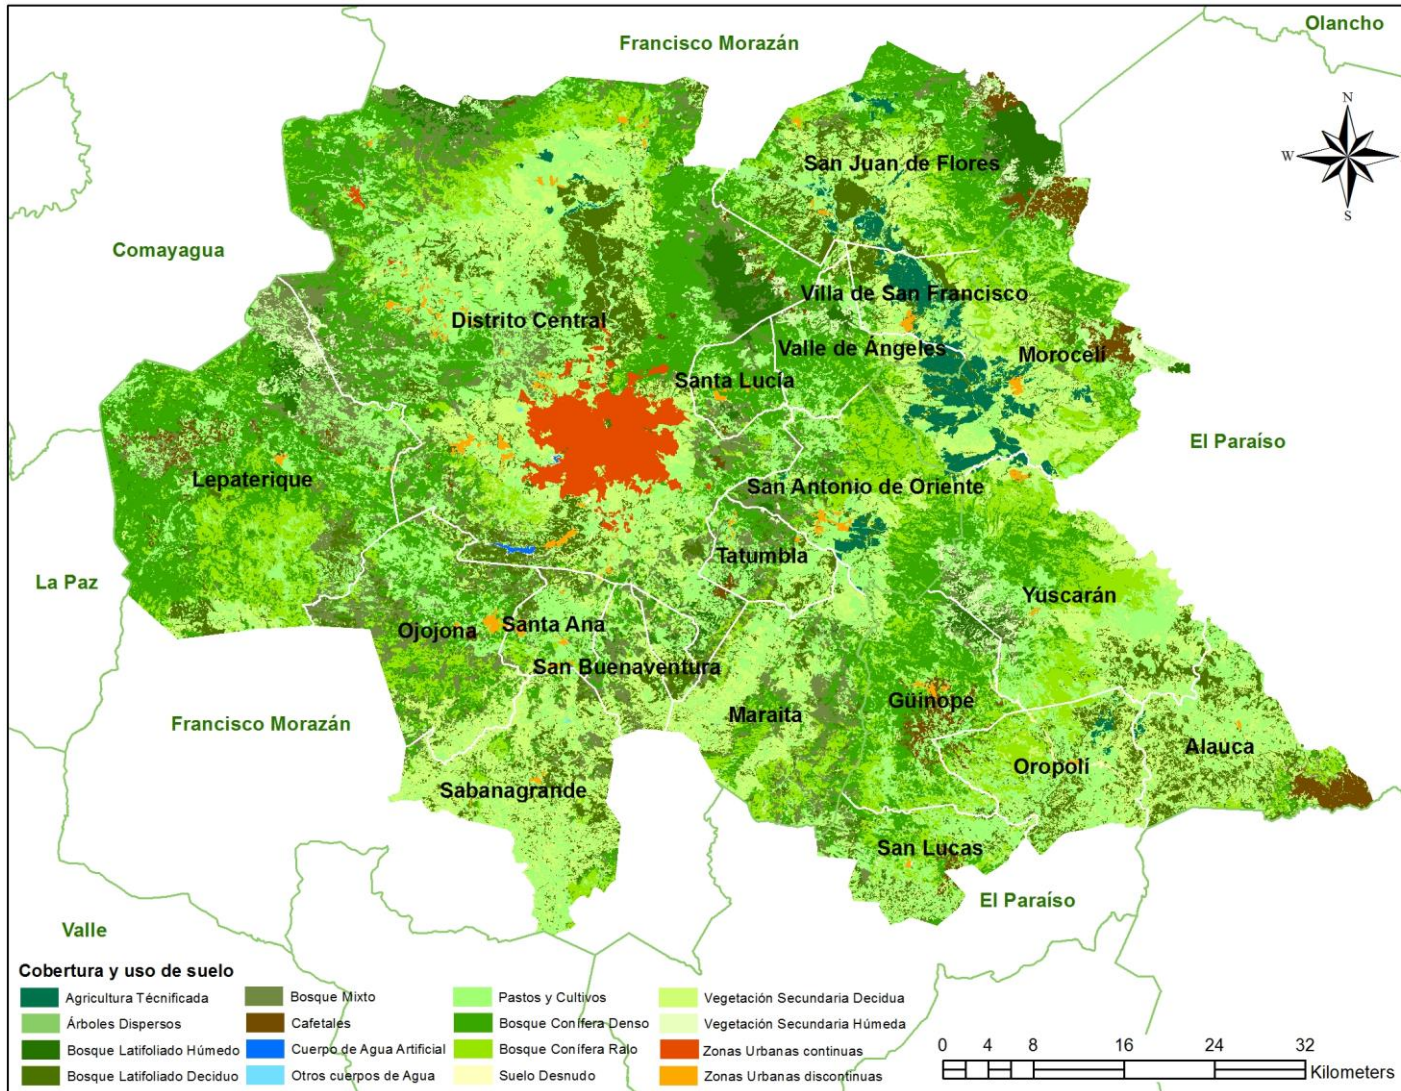 Olancho
Francisco Morazán
N
W
S
San Juan de Flores
Comayagua
Villa de San Francisco
Distrito Central
Valle de Ángeles
Moroceli
Santa Lucía
El Paraíso
Lepaterique
San Antonio de Oriente
Tatumbla
La Paz
Yuscarán
Ojojona
Santa Ana
San Buenaventura
Güinope
Maraita
Francisco Morazán
Alauca
Oropolí
Sabanagrande
San Lucas
El Paraíso
Valle
Cobertura y uso de suelo
Agricultura Técnificada
Árboles Dispersos
Bosque Latifoliado Húmedo
Bosque Latifoliado Deciduo
Bosque Mixto
Cafetales
Cuerpo de Agua Artificial
Otros cuerpos de Agua
Pastos y Cultivos
Bosque Conífera Denso
Bosque Conífera Ralo
Suelo Desnudo
Vegetación Secundaria Decidua
Vegetación Secundaria Húmeda
Zonas Urbanas continuas
Zonas Urbanas discontinuas
0 2 4 8 16 24 32
Kilometers